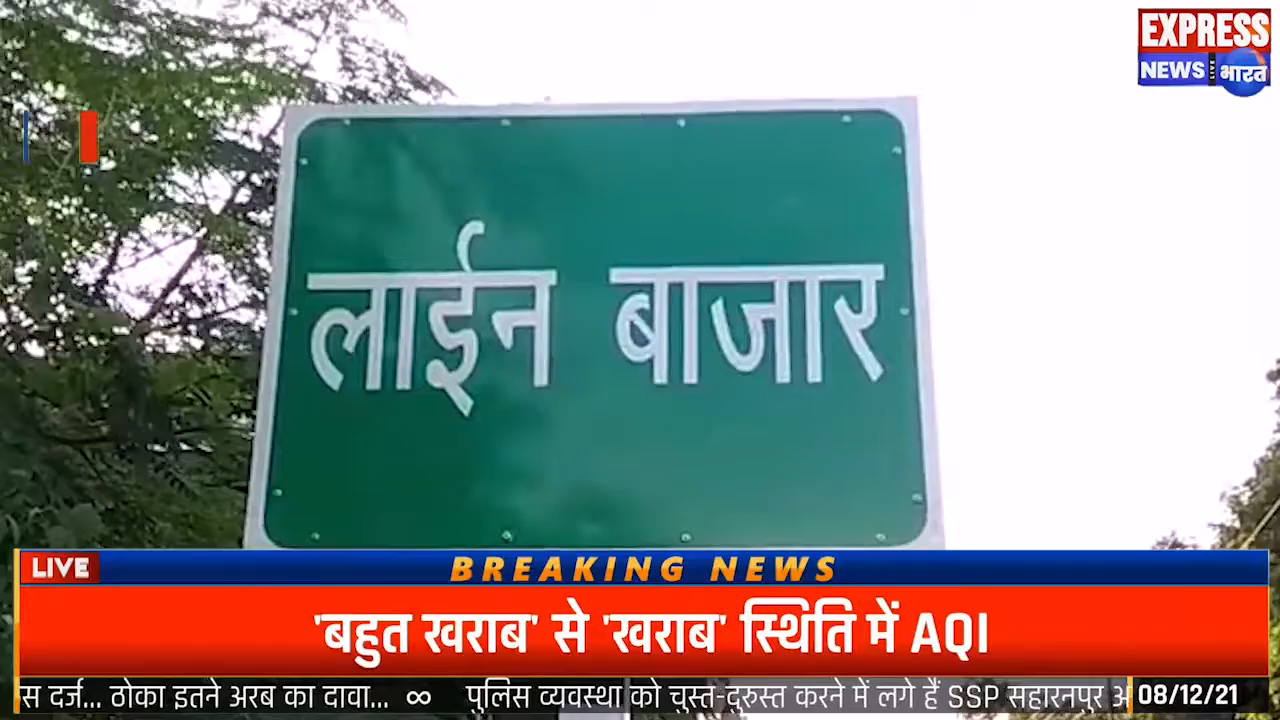 EXPRESS
NEWS LIVE भारत
लाईन बाजार
LIVE
BREAKING NEWS
'बहुत खराब' से 'खराब' स्थिति में AQI
स दर्ज... ठोका इतने अरब का दावा... ∞ पुलिस व्यवस्था को चुस्त-दुरुस्त करने में लगे हैं SSP सहारनपुर
08/12/21